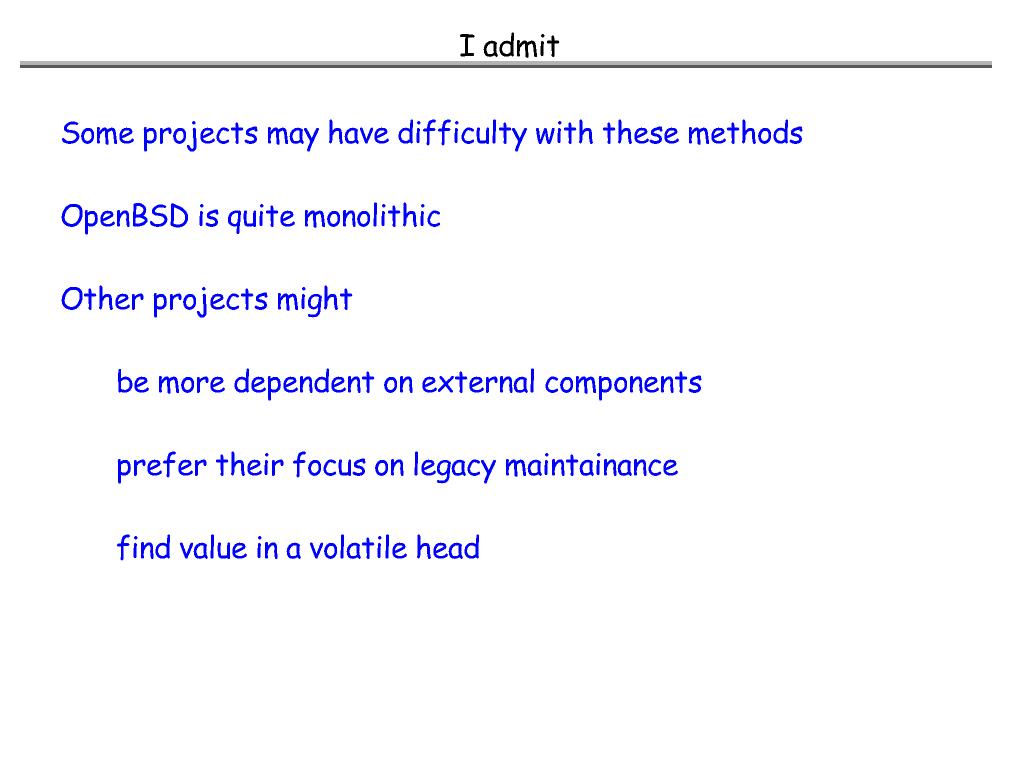 I admit
Some projects may have difficulty with these methods
OpenBSD is quite monolithic
Other projects might
be more dependent on external components
prefer their focus on legacy maintainance
find value in a volatile head